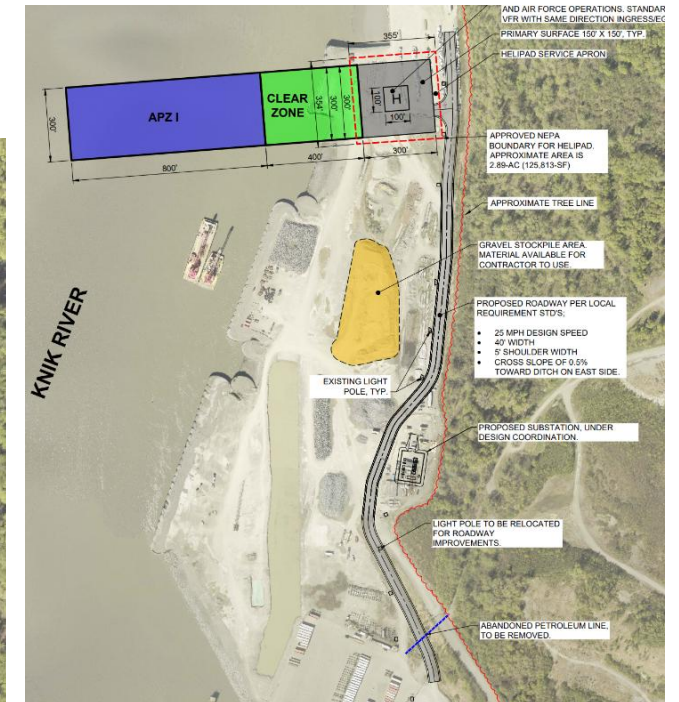 AND AIR FORCE OPERATIONS. STANDAR
VFR WITH SAME DIRECTION INGRESS/EG
PRIMARY SURFACE 150' X 150', TYP.
HELIPAD SERVICE APRON
355'
300'
APZ I
CLEAR
ZONE
354'
300'
300'
100'
H
100'
800'
400'
300'
APPROVED NEPA
BOUNDARY FOR HELIPAD.
APPROXIMATE AREA IS
2.89-AC (125,813-SF)
APPROXIMATE TREE LINE
GRAVEL STOCKPILE AREA.
MATERIAL AVAILABLE FOR
CONTRACTOR TO USE.
KNIK RIVER
PROPOSED ROADWAY PER LOCAL
REQUIREMENT STD'S;
• 25 MPH DESIGN SPEED
• 40' WIDTH
• 5' SHOULDER WIDTH
• CROSS SLOPE OF 0.5%
TOWARD DITCH ON EAST SIDE.
EXISTING LIGHT
POLE, TYP.
PROPOSED SUBSTATION, UNDER
DESIGN COORDINATION.
LIGHT POLE TO BE RELOCATED
FOR ROADWAY
IMPROVEMENTS.
ABANDONED PETROLEUM LINE,
TO BE REMOVED.